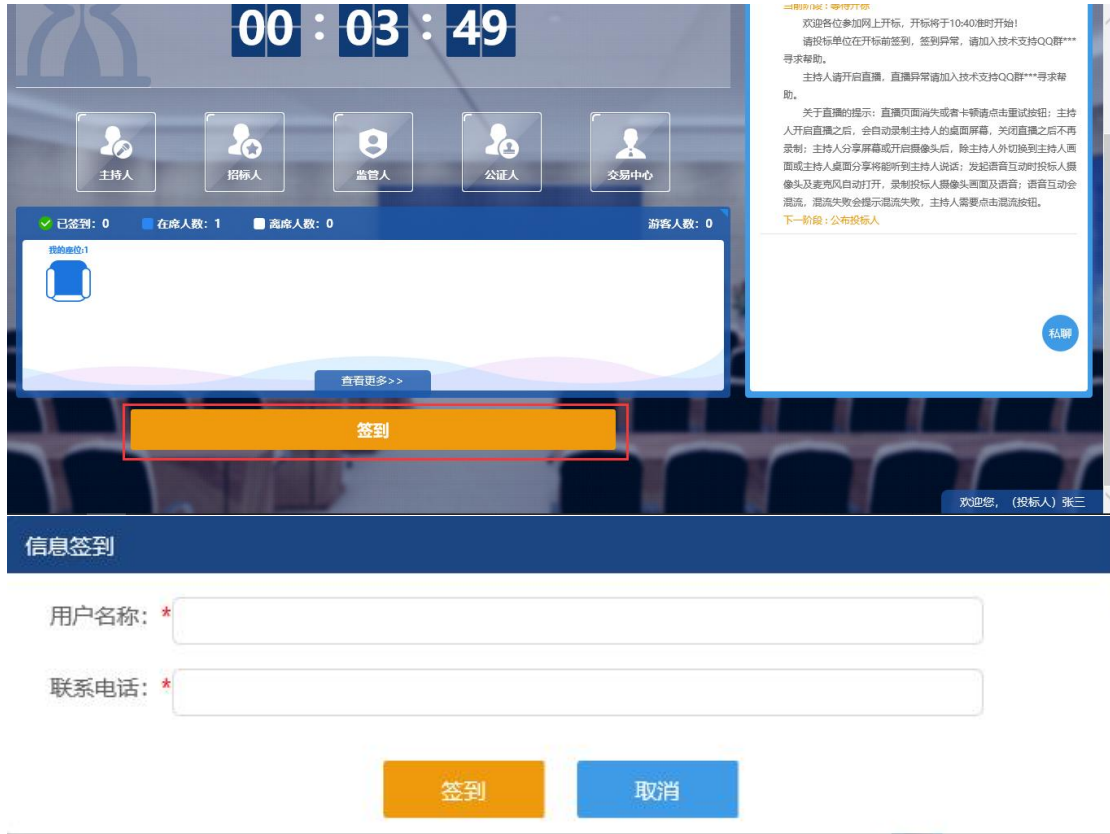 00：03：49
主持人
招标人
监管人
公证人
交易中心
已签到：0 在席人数：1 离席人数：0 游客人数：0
我的座位:1
查看更多>>
签到
当前阶段：等待开标
欢迎各位参加网上开标，开标将于10:40准时开始!
请投标单位在开标前签到，签到异常，请加入技术支持QQ群***
寻求帮助。
主持人请开启直播，直播异常请加入技术支持QQ群***寻求帮
助。
关于直播的提示：直播页面消失或者卡顿请点击重试按钮；主持
人开启直播之后，会自动录制主持人的桌面屏幕，关闭直播之后不再
录制；主持人分享屏幕或开启摄像头后，除主持人外切换到主持人画
面或主持人桌面分享将能听到主持人说话；发起语音互动时投标人摄
像头及麦克风自动打开，录制投标人摄像头画面及语音；语音互动会
混流，混流失败会提示混流失败，主持人需要点击混流按钮。
下一阶段：公布投标人
私聊
欢迎您，（投标人）张三
信息签到
用户名称：*
联系电话：*
签到 取消